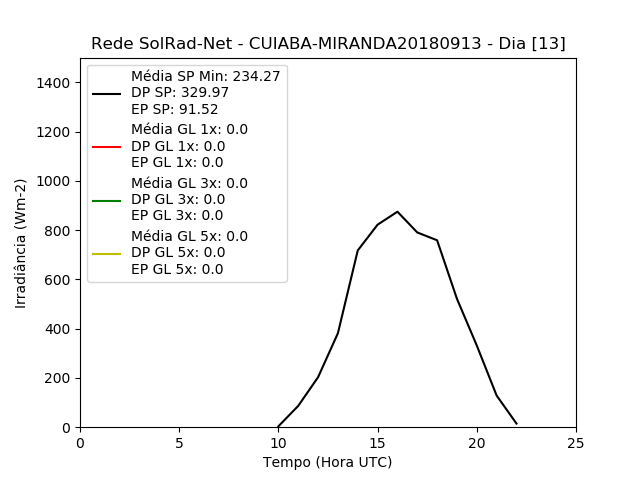 Rede SolRad-Net - CUIABA-MIRANDA20180913 - Dia [13]
Média SP Min: 234.27
DP SP: 329.97
EP SP: 91.52
Média GL 1x: 0.0
DP GL 1x: 0.0
EP GL 1x: 0.0
Média GL 3x: 0.0
DP GL 3x: 0.0
EP GL 3x: 0.0
Média GL 5x: 0.0
DP GL 5x: 0.0
EP GL 5x: 0.0
Irradiância (Wm-2)
1400
1200
1000
800
600
400
200
0
0 5 10 15 20 25
Tempo (Hora UTC)